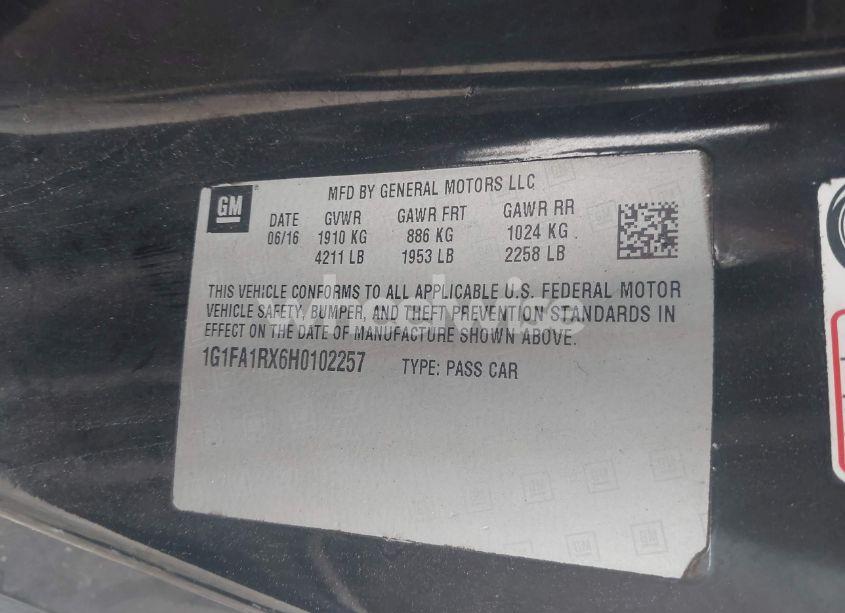 GM
MFD BY GENERAL MOTORS LLC
DATE GVWR GAWR FRT GAWR RR
06/16 1910 KG 886 KG 1024 KG
4211 LB 1953 LB 2258 LB
THIS VEHICLE CONFORMS TO ALL APPLICABLE U.S. FEDERAL MOTOR
VEHICLE SAFETY, BUMPER, AND THEFT PREVENTION STANDARDS IN
EFFECT ON THE DATE OF MANUFACTURE SHOWN ABOVE.
1G1FA1RX6H0102257 TYPE: PASS CAR